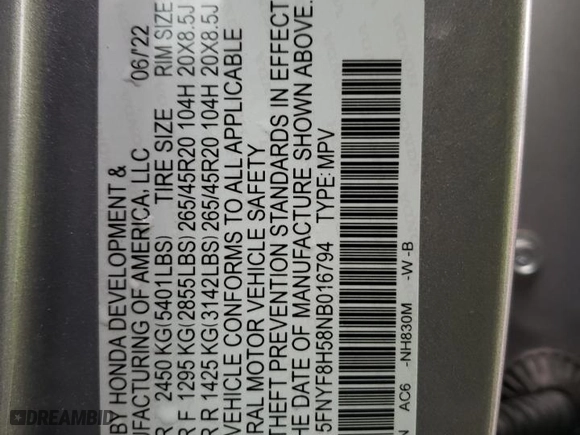 BY HONDA DEVELOPMENT &
FACTURING OF AMERICA, LLC 06/22
R 2450 KG(5401LBS) TIRE SIZE RIM SIZE
R F 1295 KG(2855LBS) 265/45R20 104H 20X8.5J
R R 1425 KG(3142LBS) 265/45R20 104H 20X8.5J
VEHICLE CONFORMS TO ALL APPLICABLE
RAL MOTOR VEHICLE SAFETY
THEFT PREVENTION STANDARDS IN EFFECT
HE DATE OF MANUFACTURE SHOWN ABOVE.
5FNYF8H58NB016794 TYPE: MPV
N AC6 -NH830M -W -B
DREAMBID